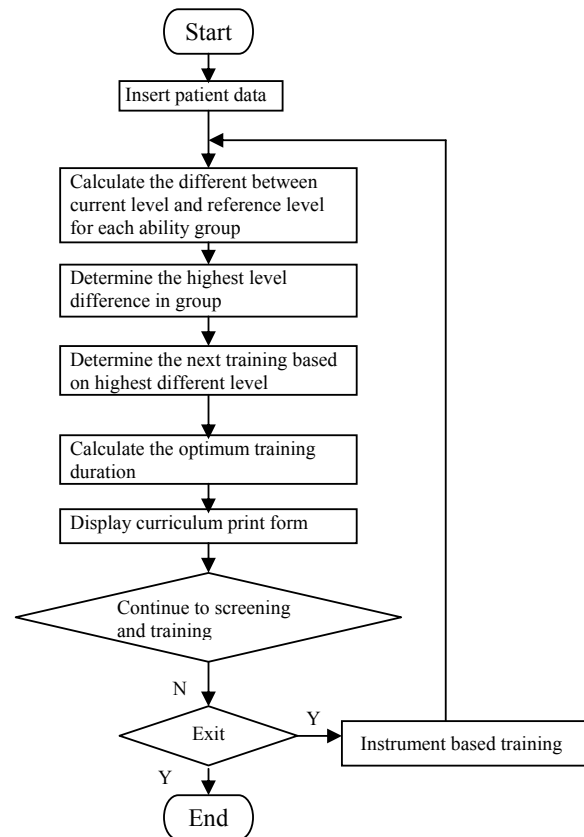 Start
Insert patient data
Calculate the different between
current level and reference level
for each ability group
Determine the highest level
difference in group
Determine the next training based
on highest different level
Calculate the optimum training
duration
Display curriculum print form
Continue to screening
and training
N
Exit
Y
Instrument based training
Y
End